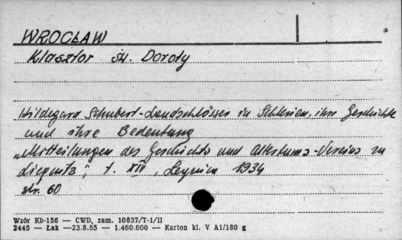 WROCŁAW
Klasztor św. Doroty
Hildegard Schubert - Landschlösser in Schlesien, ihre Geschichte
und ihre Bedeutung
"Mitteilungen des Geschichts und Altertums-Vereins zu
Liegnitz", t. XIV, Legnica 1934
str. 60
Wzór Kb-156 — CWD, zam. 10837/T-1/II
2445 — Łak —23.8.55 — 1.460.000 — Karton kl. V A1/180 g